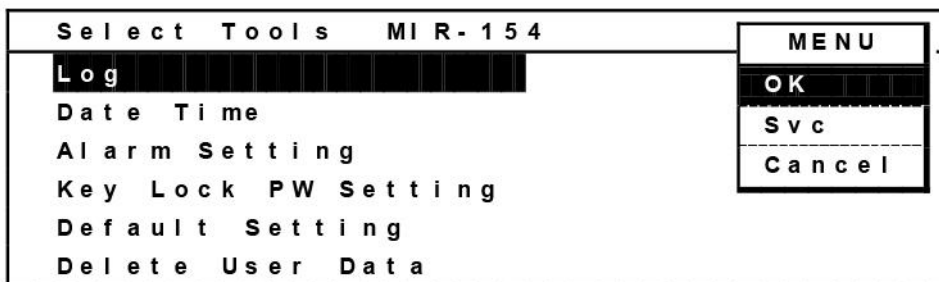 Select Tools MIR-154
MENU
Log
OK
Date Time
Svc
Alarm Setting
Cancel
Key Lock PW Setting
Default Setting
Delete User Data